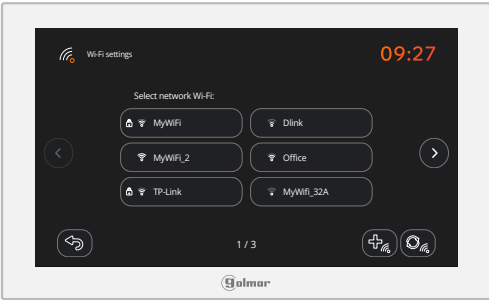 Wi-Fi settings
09:27
Select network Wi-Fi:
MyWiFi
Dlink
MyWiFi_2
Office
TP-Link
MyWifi_32A
1 / 3
golmar